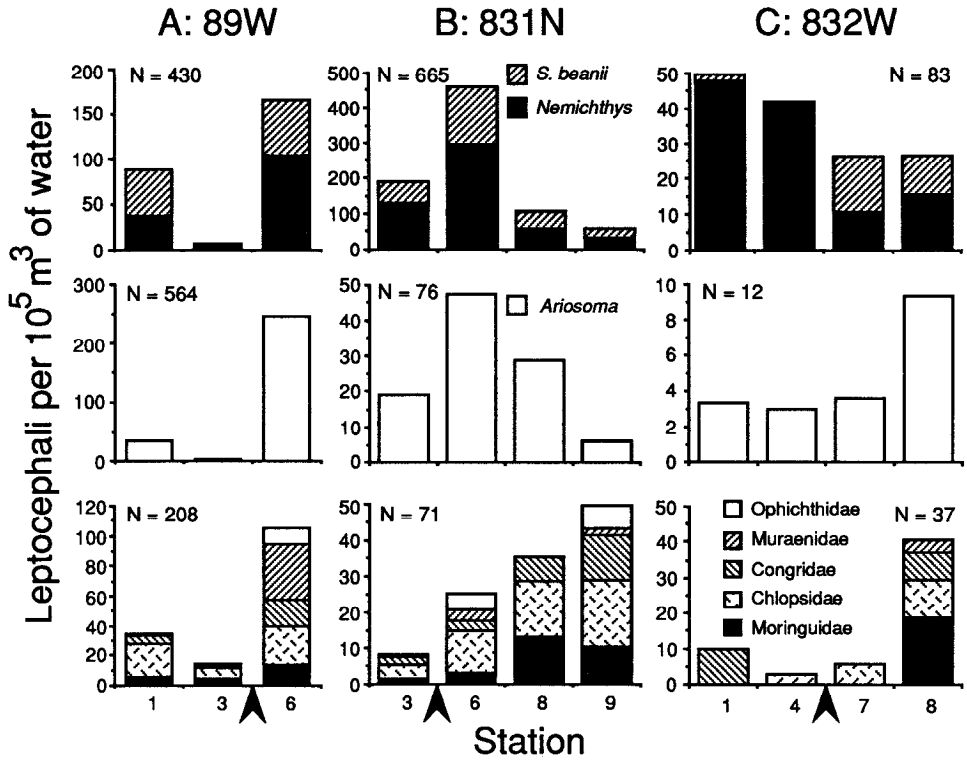 A: 89W
B: 831N
C: 832W
Leptocephali per 10^5 m^3 of water
200
150
100
50
0
N = 430
500
400
300
200
100
0
N = 665
S. beanii
Nemichthys
50
40
30
20
10
0
N = 83
300
200
100
0
N = 564
50
40
30
20
10
0
N = 76
Ariosoma
10
8
6
4
2
0
N = 12
120
100
80
60
40
20
0
N = 208
1
3
6
50
40
30
20
10
0
N = 71
3
6
8
9
50
40
30
20
10
0
Ophichthidae
Muraenidae
Congridae
Chlopsidae
Moringuidae
N = 37
1
4
7
8
Station